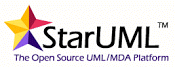 StarUML™
The Open Source UML/MDA Platform